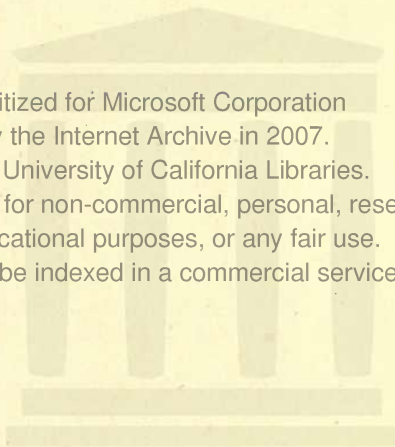 itized for Microsoft Corporation
the Internet Archive in 2007.
University of California Libraries.
for non-commercial, personal, rese
cational purposes, or any fair use.
be indexed in a commercial service